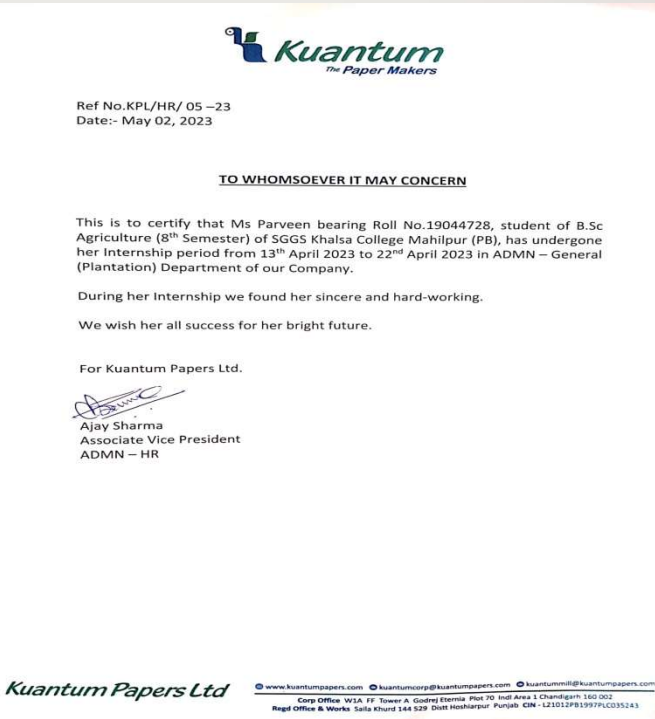 Kuantum
The Paper Makers
Ref No.KPL/HR/ 05 –23
Date:- May 02, 2023
TO WHOMSOEVER IT MAY CONCERN
This is to certify that Ms Parveen bearing Roll No.19044728, student of B.Sc
Agriculture (8th Semester) of SGGS Khalsa College Mahilpur (PB), has undergone
her Internship period from 13th April 2023 to 22nd April 2023 in ADMN – General
(Plantation) Department of our Company.
During her Internship we found her sincere and hard-working.
We wish her all success for her bright future.
For Kuantum Papers Ltd.
Ajay Sharma
Associate Vice President
ADMN – HR
Kuantum Papers Ltd
www.kuantumpapers.com kuantumcorp@kuantumpapers.com kuantummill@kuantumpapers.com
Corp Office W1A FF Tower A Godrej Eternia Plot 70 Indl Area 1 Chandigarh 160 002
Regd Office & Works Saila Khurd 144 529 Distt Hoshiarpur Punjab CIN - L21012PB1997PLC035243